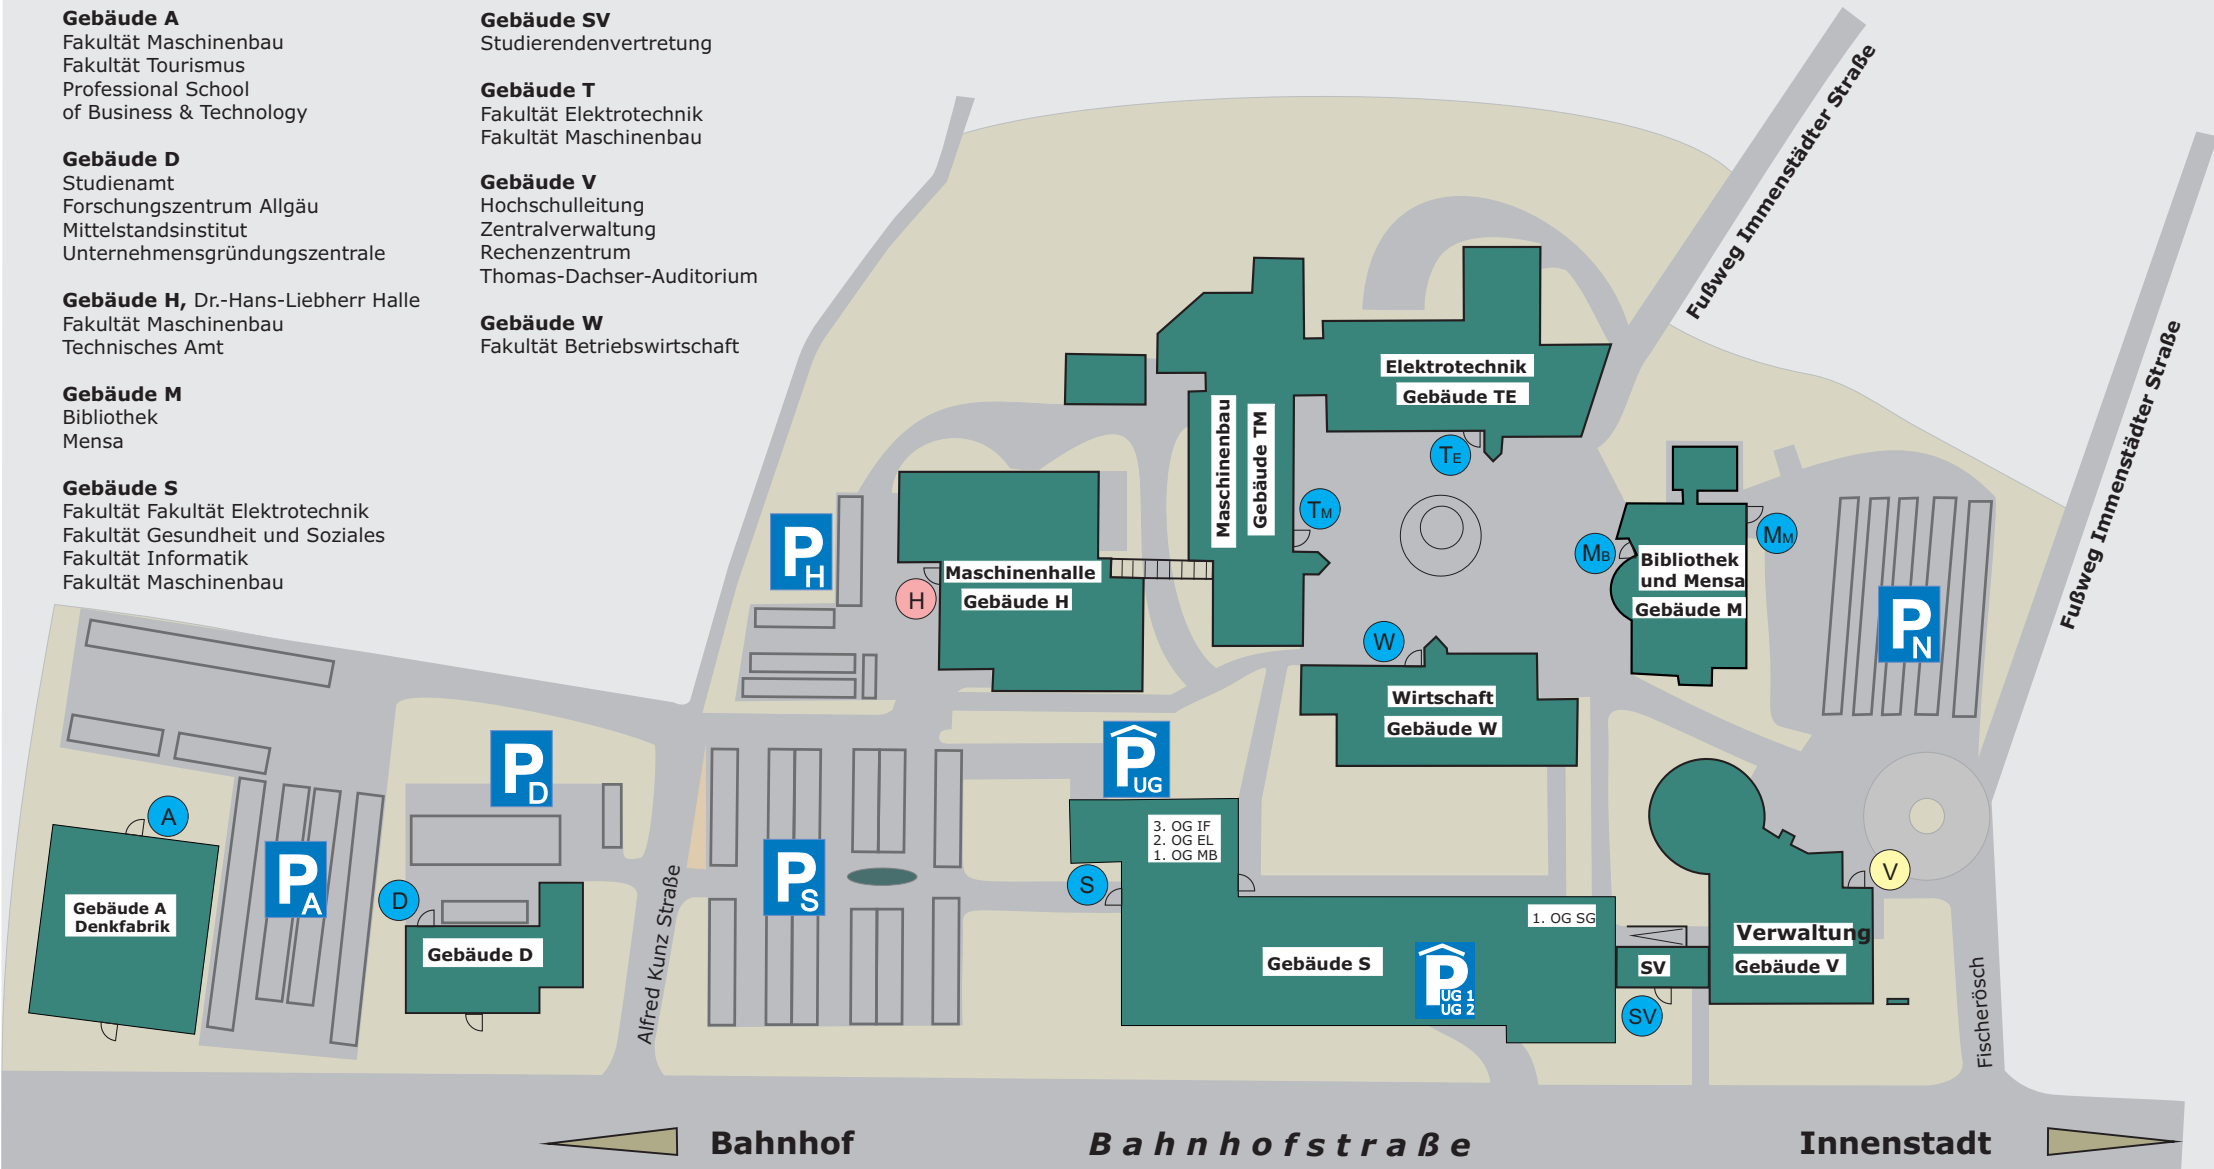 Gebäude A
Fakultät Maschinenbau
Fakultät Tourismus
Professional School
of Business & Technology
Gebäude D
Studienamt
Forschungszentrum Allgäu
Mittelstandsinstitut
Unternehmensgründungszentrale
Gebäude H, Dr.-Hans-Liebherr Halle
Fakultät Maschinenbau
Technisches Amt
Gebäude M
Bibliothek
Mensa
Gebäude S
Fakultät Fakultät Elektrotechnik
Fakultät Gesundheit und Soziales
Fakultät Informatik
Fakultät Maschinenbau
Gebäude SV
Studierendenvertretung
Gebäude T
Fakultät Elektrotechnik
Fakultät Maschinenbau
Gebäude V
Hochschulleitung
Zentralverwaltung
Rechenzentrum
Thomas-Dachser-Auditorium
Gebäude W
Fakultät Betriebswirtschaft
Fußweg Immenstädter Straße
Fußweg Immenstädter Straße
Elektrotechnik
Gebäude TE
TE
Maschinenbau
Gebäude TM
TM
PH
H
Maschinenhalle
Gebäude H
MB
MM
Bibliothek
und Mensa
Gebäude M
PN
W
Wirtschaft
Gebäude W
P
UG
3. OG IF
2. OG EL
1. OG MB
PD
A
PA
Gebäude A
Denkfabrik
D
Gebäude D
Alfred Kunz Straße
PS
S
1. OG SG
Gebäude S
P
UG 1
UG 2
SV
SV
V
Verwaltung
Gebäude V
Fischerösch
Bahnhof
Bahnhofstraße
Innenstadt